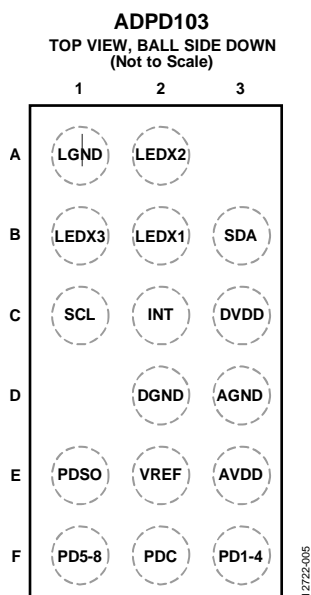 ADPD103
TOP VIEW, BALL SIDE DOWN
(Not to Scale)
1 2 3
A LGND LEDX2
B LEDX3 LEDX1 SDA
C SCL INT DVDD
D DGND AGND
E PDSO VREF AVDD
F PD5-8 PDC PD1-4
12722-005